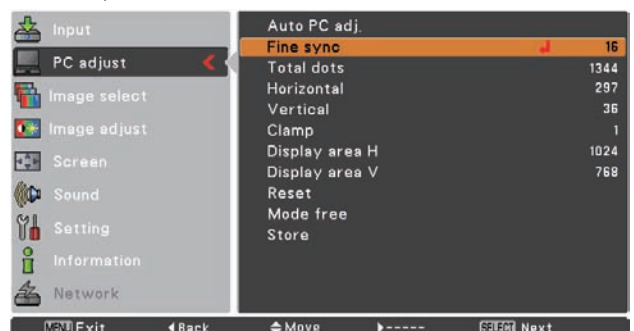 Input
PC adjust
Image select
Image adjust
Screen
Sound
Setting
Information
Network
Auto PC adj.
Fine sync 16
Total dots 1344
Horizontal 297
Vertical 36
Clamp 1
Display area H 1024
Display area V 768
Reset
Mode free
Store
MENU Exit ◀Back ◆Move ▶----- SELECT Next